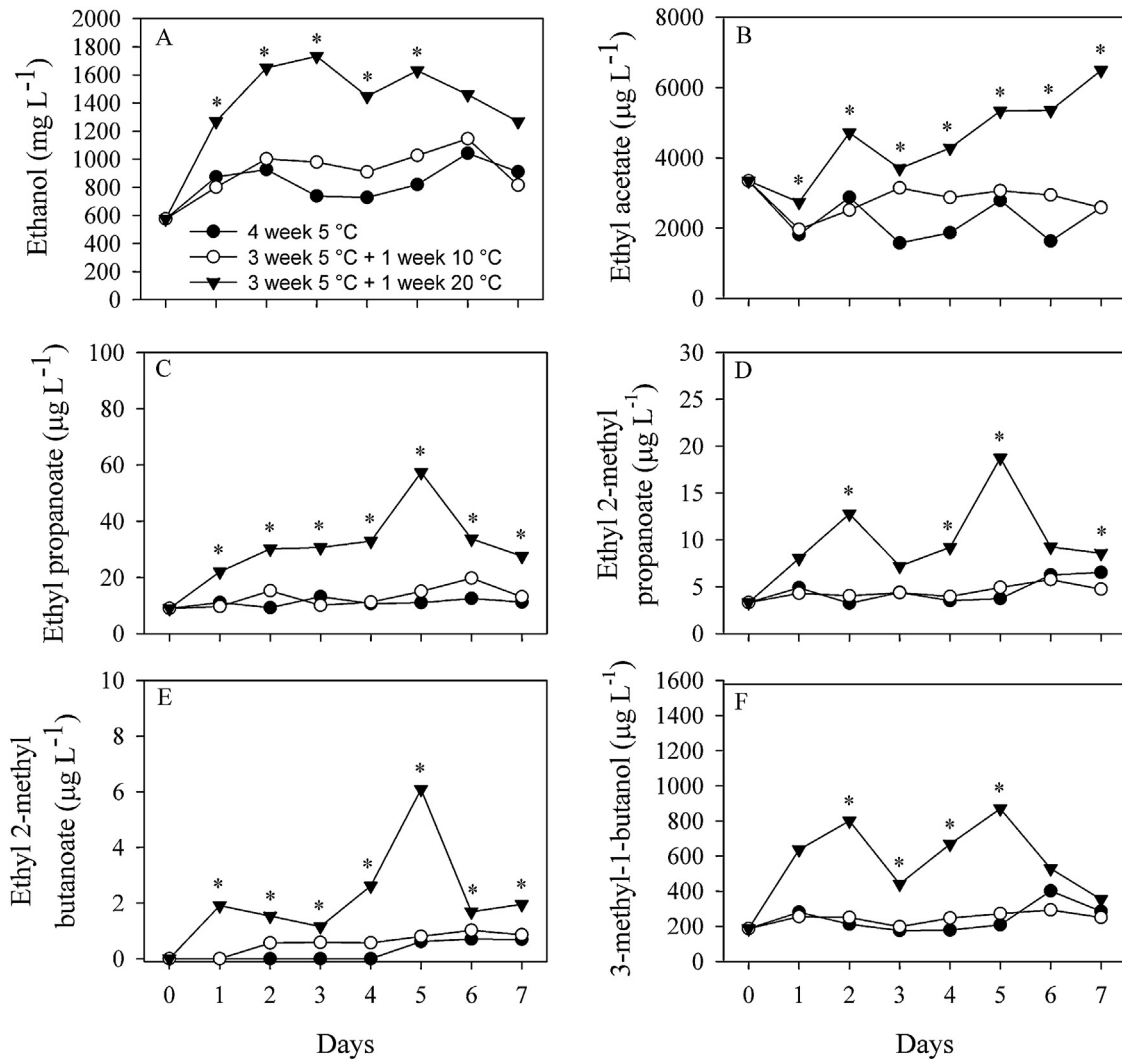 A
Ethanol (mg L⁻¹)
2000
1800
1600
1400
1200
1000
800
600
400
200
0
* * * * *
4 week 5 °C
3 week 5 °C + 1 week 10 °C
3 week 5 °C + 1 week 20 °C
B
Ethyl acetate (µg L⁻¹)
8000
6000
4000
2000
0
* * * * * * *
C
Ethyl propanoate (µg L⁻¹)
100
80
60
40
20
0
* * * * * * *
D
Ethyl 2-methyl
propanoate (µg L⁻¹)
30
25
20
15
10
5
0
* * * *
E
Ethyl 2-methyl
butanoate (µg L⁻¹)
10
8
6
4
2
0
* * * * * * *
0 1 2 3 4 5 6 7
Days
F
3-methyl-1-butanol (µg L⁻¹)
1600
1400
1200
1000
800
600
400
200
0
* * * *
0 1 2 3 4 5 6 7
Days